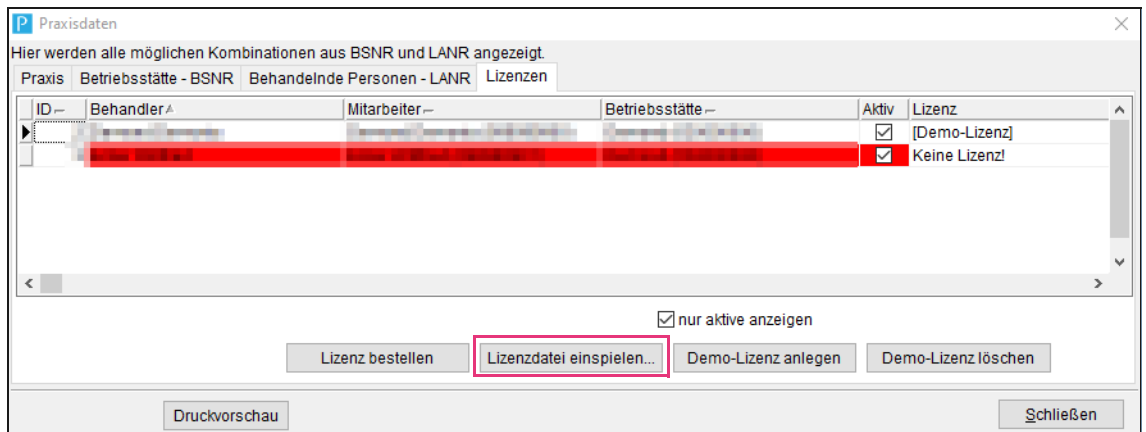 P Praxisdaten
Hier werden alle möglichen Kombinationen aus BSNR und LANR angezeigt.
Praxis Betriebsstätte - BSNR Behandelnde Personen - LANR Lizenzen
ID Behandler Mitarbeiter Betriebsstätte Aktiv Lizenz
[Demo-Lizenz]
Keine Lizenz!
nur aktive anzeigen
Lizenz bestellen Lizenzdatei einspielen... Demo-Lizenz anlegen Demo-Lizenz löschen
Druckvorschau Schließen